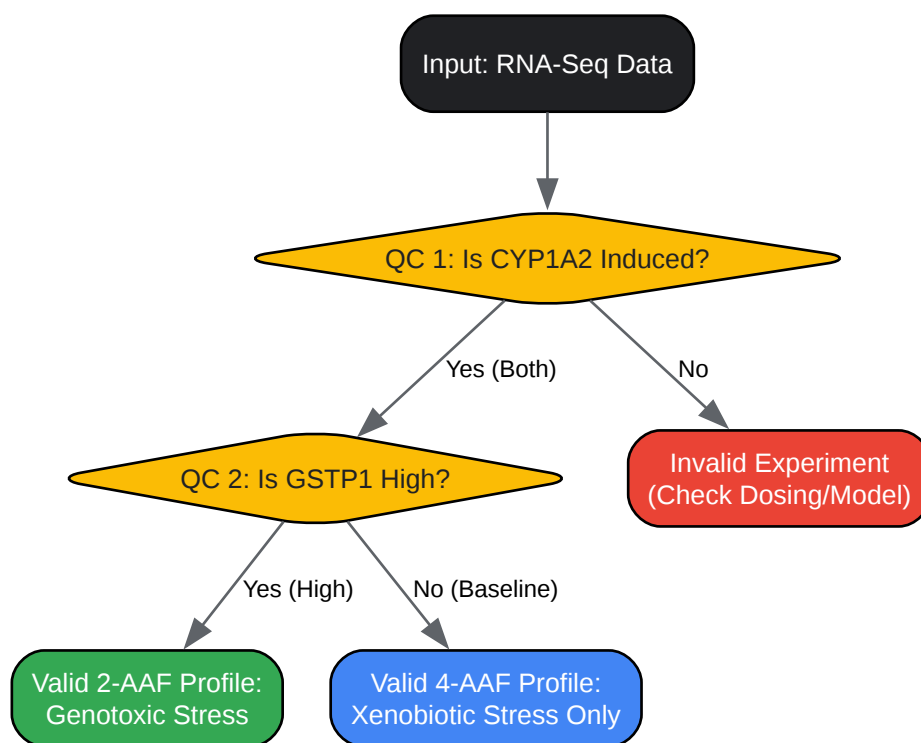 Input: RNA-Seq Data
QC 1: Is CYP1A2 Induced?
Yes (Both)
No
QC 2: Is GSTP1 High?
Invalid Experiment
(Check Dosing/Model)
Yes (High)
No (Baseline)
Valid 2-AAF Profile:
Genotoxic Stress
Valid 4-AAF Profile:
Xenobiotic Stress Only